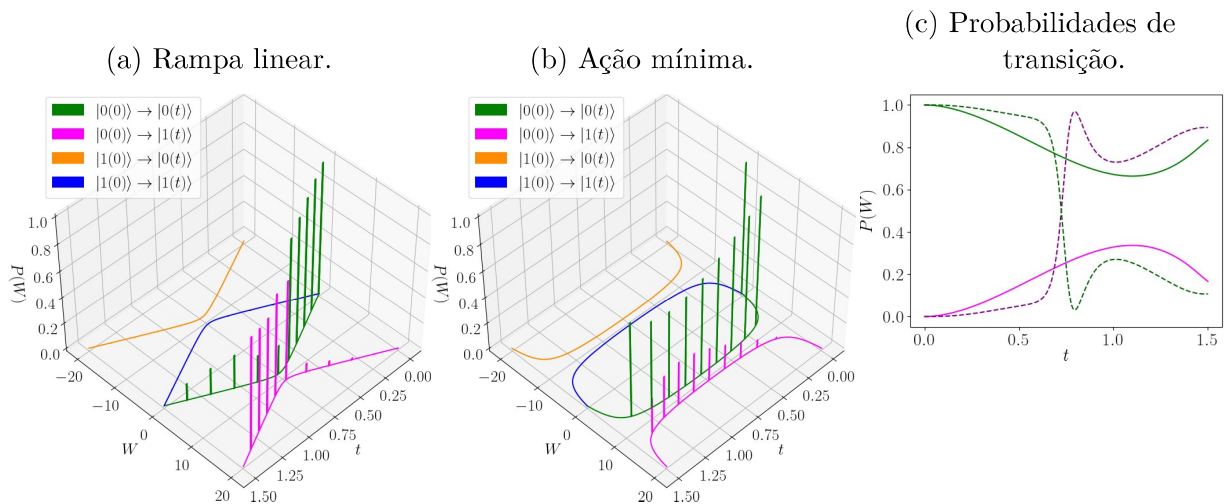 (a) Rampa linear.
|0(0)⟩ → |0(t)⟩
|0(0)⟩ → |1(t)⟩
|1(0)⟩ → |0(t)⟩
|1(0)⟩ → |1(t)⟩
1.0
0.8
0.6
0.4
0.2
0.0
P(W)
−20
−10
0
10
20
W
0.00
0.25
0.50
0.75
1.00
1.25
1.50
t
(b) Ação mínima.
|0(0)⟩ → |0(t)⟩
|0(0)⟩ → |1(t)⟩
|1(0)⟩ → |0(t)⟩
|1(0)⟩ → |1(t)⟩
1.0
0.8
0.6
0.4
0.2
0.0
P(W)
−20
−10
0
10
20
W
0.00
0.25
0.50
0.75
1.00
1.25
1.50
t
(c) Probabilidades de
transição.
1.0
0.8
0.6
0.4
0.2
0.0
P(W)
0.0 0.5 1.0 1.5
t